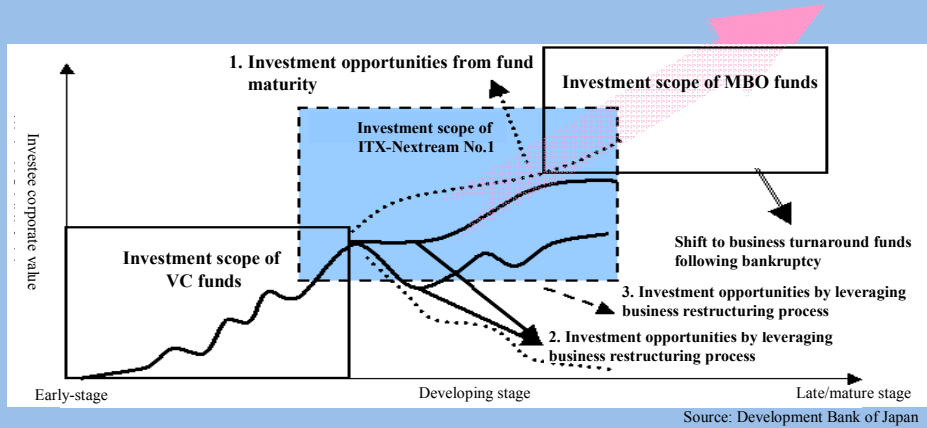 1. Investment opportunities from fund
maturity
Investment scope of MBO funds
Investment scope of
ITX-Nextream No.1
Investee corporate value
Investment scope of
VC funds
Shift to business turnaround funds
following bankruptcy
3. Investment opportunities by leveraging
business restructuring process
2. Investment opportunities by leveraging
business restructuring process
Early-stage
Developing stage
Late/mature stage
Source: Development Bank of Japan